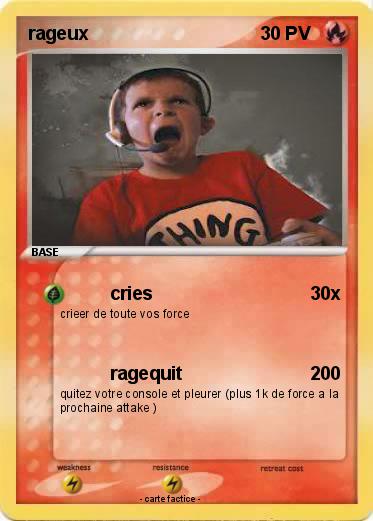 rageux 30 PV
THING
BASE
cries 30x
crieer de toute vos force
ragequit 200
quitez votre console et pleurer (plus 1k de force a la
prochaine attake )
weakness resistance retreat cost
- carte factice -